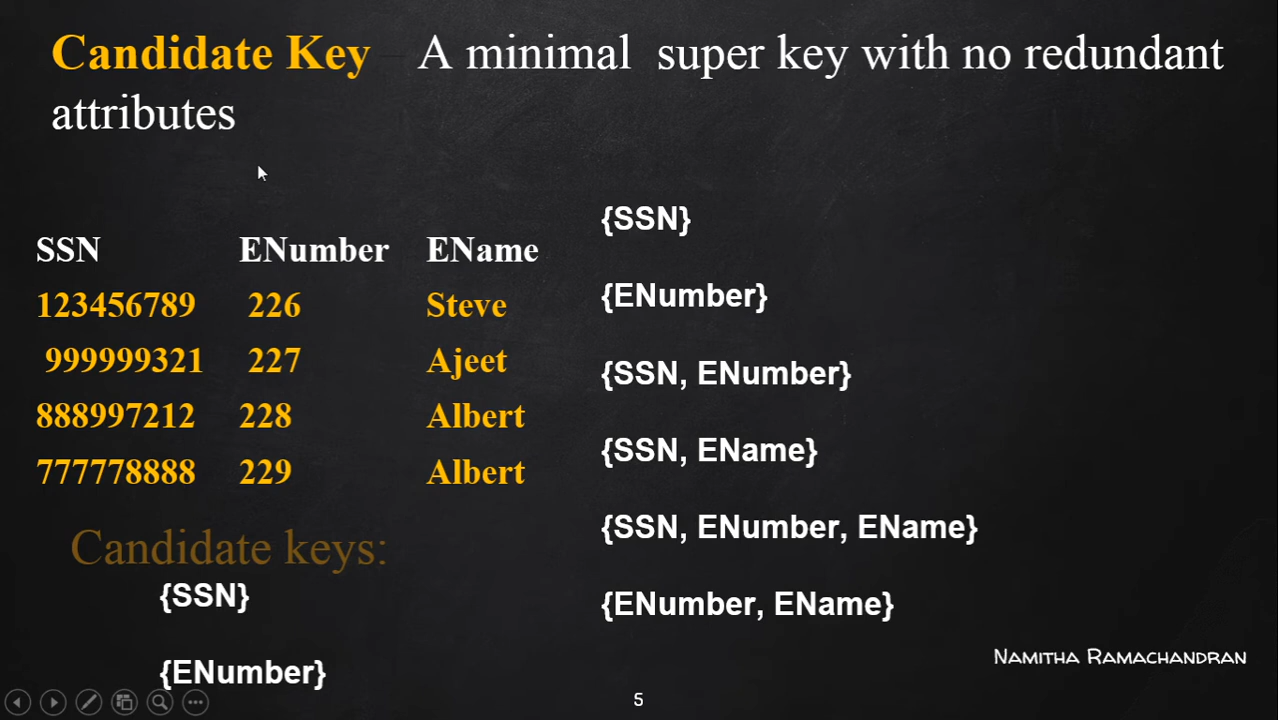 Candidate Key – A minimal super key with no redundant
attributes
SSN ENumber EName
123456789 226 Steve
999999321 227 Ajeet
888997212 228 Albert
777778888 229 Albert
Candidate keys:
{SSN}
{ENumber}
{SSN}
{ENumber}
{SSN, ENumber}
{SSN, EName}
{SSN, ENumber, EName}
{ENumber, EName}
Namitha Ramachandran
5